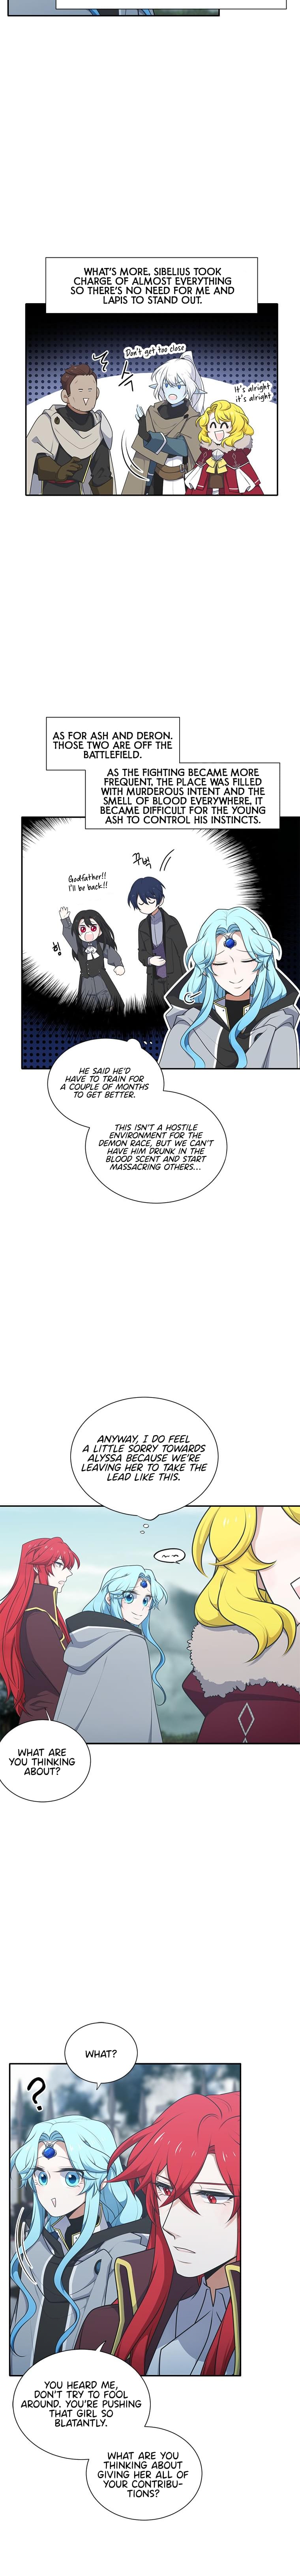 WHAT'S MORE, SIBELIUS TOOK
CHARGE OF ALMOST EVERYTHING
SO THERE'S NO NEED FOR ME AND
LAPIS TO STAND OUT.
Don't get too close
It's alright
it's alright
AS FOR ASH AND DERON.
THOSE TWO ARE OFF THE
BATTLEFIELD.
AS THE FIGHTING BECAME MORE
FREQUENT, THE PLACE WAS FILLED
WITH MURDEROUS INTENT AND THE
SMELL OF BLOOD EVERYWHERE. IT
BECAME DIFFICULT FOR THE YOUNG
ASH TO CONTROL HIS INSTINCTS.
Godfather!!
I'll be back!!
HE SAID HE'D
HAVE TO TRAIN FOR
A COUPLE OF MONTHS
TO GET BETTER.
THIS ISN'T A HOSTILE
ENVIRONMENT FOR THE
DEMON RACE, BUT WE CAN'T
HAVE HIM DRUNK IN THE
BLOOD SCENT AND START
MASSACRING OTHERS...
ANYWAY, I DO FEEL
A LITTLE SORRY TOWARDS
ALYSSA BECAUSE WE'RE
LEAVING HER TO TAKE THE
LEAD LIKE THIS.
WHAT ARE
YOU THINKING
ABOUT?
WHAT?
?
YOU HEARD ME,
DON'T TRY TO FOOL
AROUND. YOU'RE PUSHING
THAT GIRL SO
BLATANTLY.
WHAT ARE YOU
THINKING ABOUT
GIVING HER ALL OF
YOUR CONTRIBU-
TIONS?